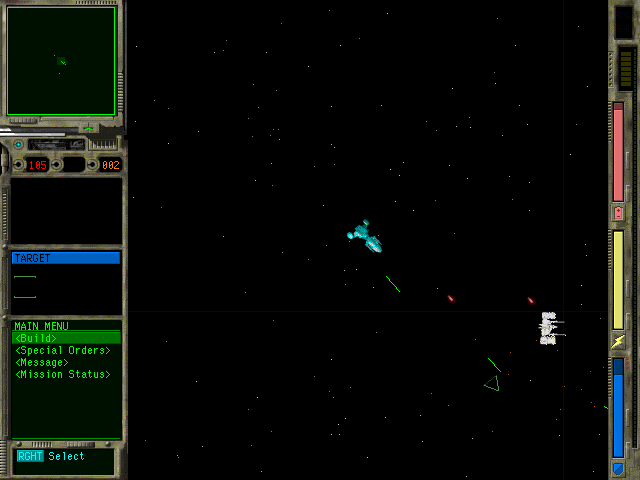 105 002
TARGET
MAIN MENU
<Build>
<Special Orders>
<Message>
<Mission Status>
RGHT Select